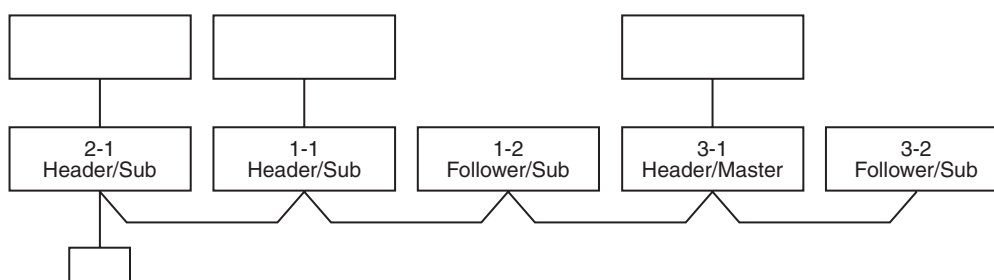 2-1
Header/Sub
1-1
Header/Sub
1-2
Follower/Sub
3-1
Header/Master
3-2
Follower/Sub